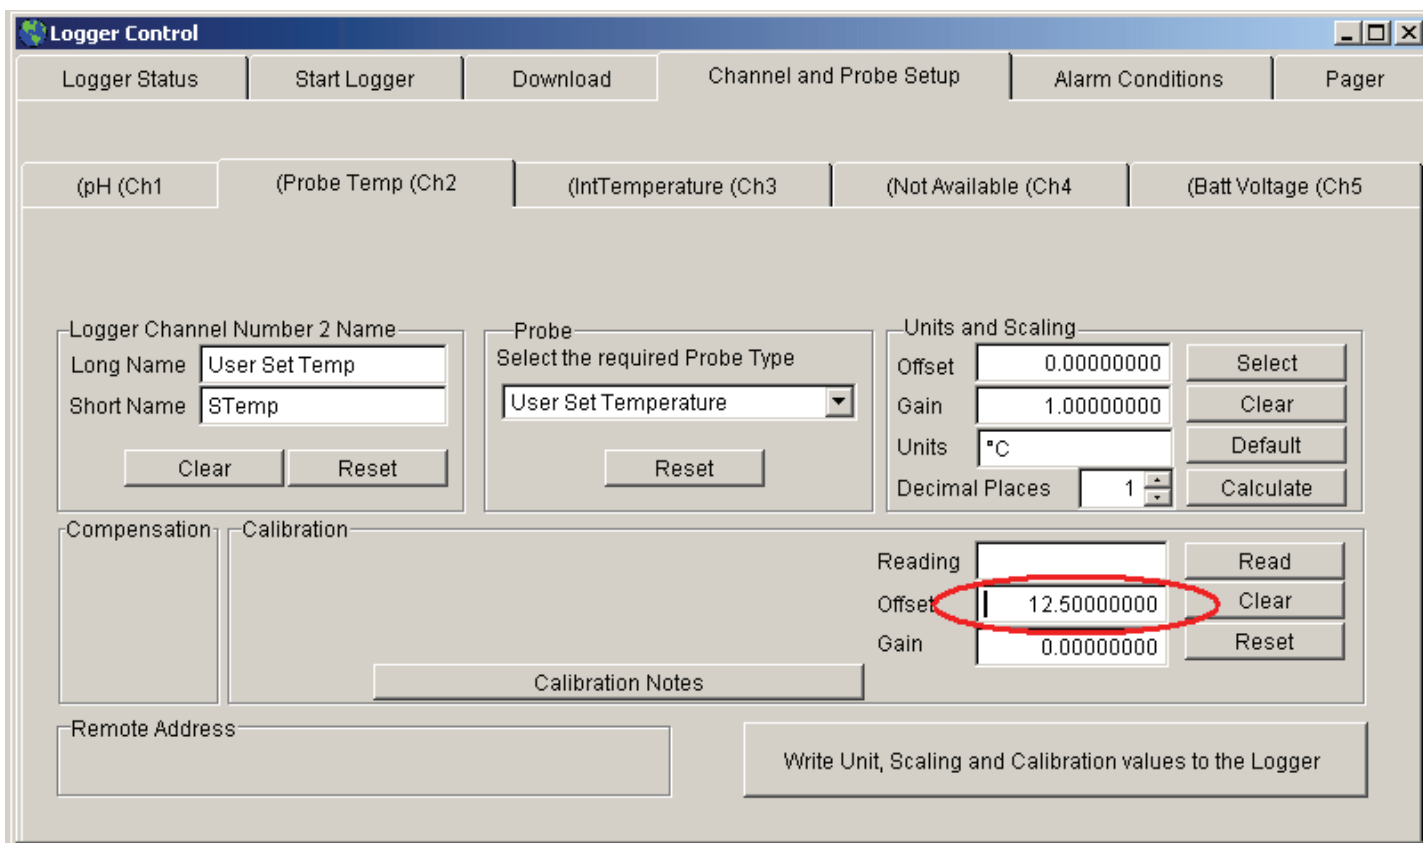 Logger Control
Logger Status Start Logger Download Channel and Probe Setup Alarm Conditions Pager
(pH (Ch1 (Probe Temp (Ch2 (IntTemperature (Ch3 (Not Available (Ch4 (Batt Voltage (Ch5
Logger Channel Number 2 Name
Long Name User Set Temp
Short Name STemp
Clear Reset
Probe
Select the required Probe Type
User Set Temperature
Reset
Units and Scaling
Offset 0.00000000 Select
Gain 1.00000000 Clear
Units °C Default
Decimal Places 1 Calculate
Compensation
Calibration
Reading Read
Offset 12.50000000 Clear
Gain 0.00000000 Reset
Calibration Notes
Remote Address
Write Unit, Scaling and Calibration values to the Logger